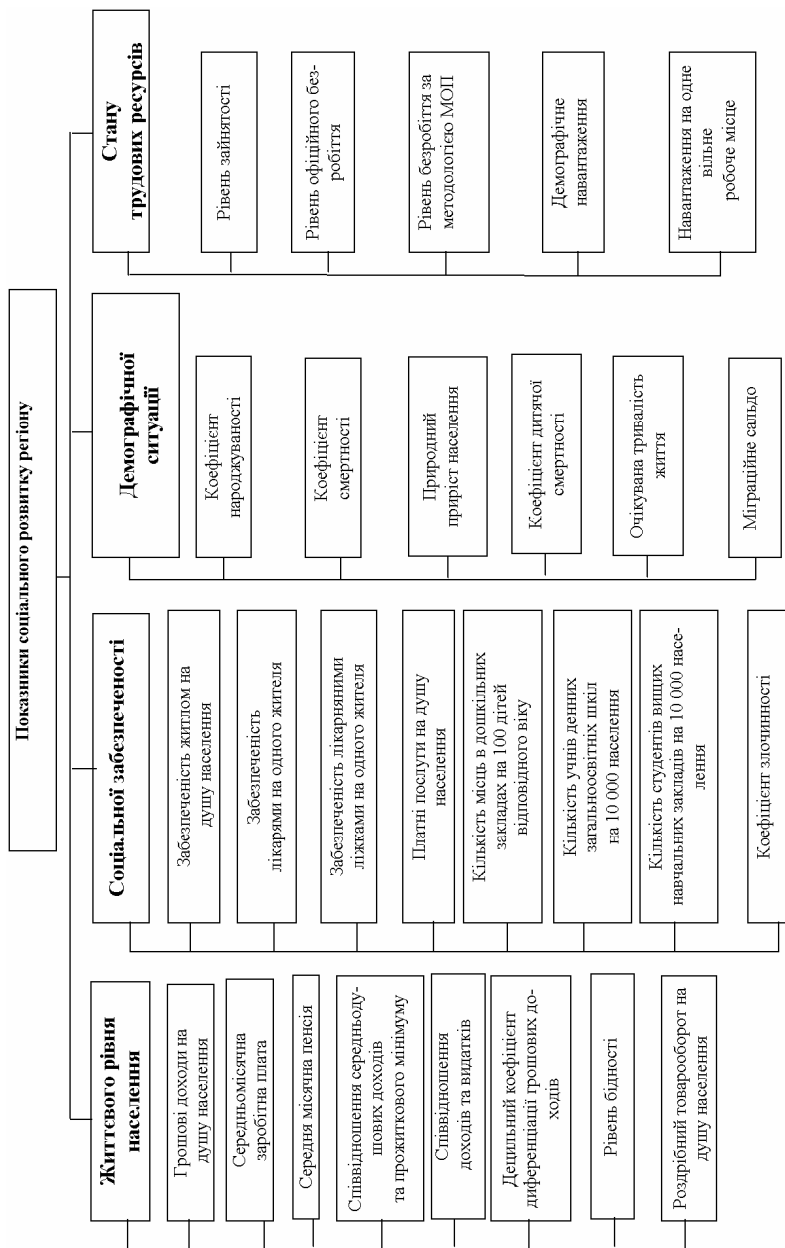 Показники соціального розвитку регіону
Життєвого рівня
населення
Грошові доходи на
душу населення
Середньомісячна
заробітна плата
Середня місячна пенсія
Співвідношення середньоду-
шових доходів
та прожиткового мінімуму
Співвідношення
доходів та видатків
Децильний коефіцієнт
диференціації грошових до-
ходів
Рівень бідності
Роздрібний товарооборот на
душу населення
Соціальної забезпеченості
Забезпеченість житлом на
душу населення
Забезпеченість
лікарями на одного жителя
Забезпеченість лікарняними
ліжками на одного жителя
Платні послуги на душу
населення
Кількість місць в дошкільних
закладах на 100 дітей
відповідного віку
Кількість учнів денних
загальноосвітніх шкіл
на 10 000 населення
Кількість студентів вищих
навчальних закладів на 10 000 насе-
лення
Коефіцієнт злочинності
Демографічної
ситуації
Коефіцієнт
народжуваності
Коефіцієнт
смертності
Природний
приріст населення
Коефіцієнт дитячої
смертності
Очікувана тривалість
життя
Міграційне сальдо
Стану
трудових ресурсів
Рівень зайнятості
Рівень офіційного без-
робіття
Рівень безробіття за
методологією МОП
Демографічне
навантаження
Навантаження на одне
вільне
робоче місце